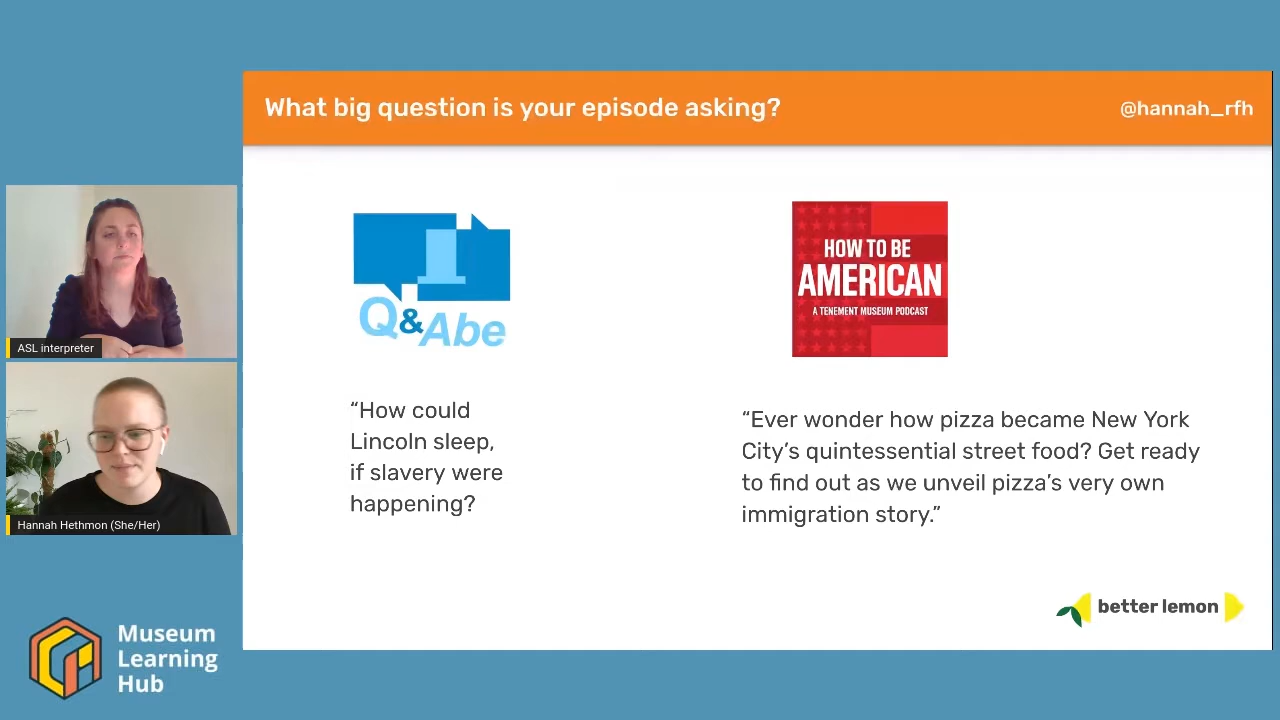 What big question is your episode asking?
@hannah_rfh
Q&Abe
HOW TO BE
AMERICAN
A TENEMENT MUSEUM PODCAST
“How could
Lincoln sleep,
if slavery were
happening?
“Ever wonder how pizza became New York
City’s quintessential street food? Get ready
to find out as we unveil pizza’s very own
immigration story.”
better lemon
ASL interpreter
Hannah Hethmon (She/Her)
Museum
Learning
Hub